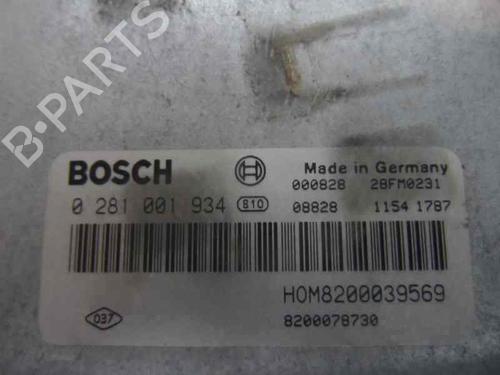 B-PARTS
BOSCH Made in Germany
000828 28FM0231
0 281 001 934 810 08828 1154 1787
HOM8200039569
037 8200078730